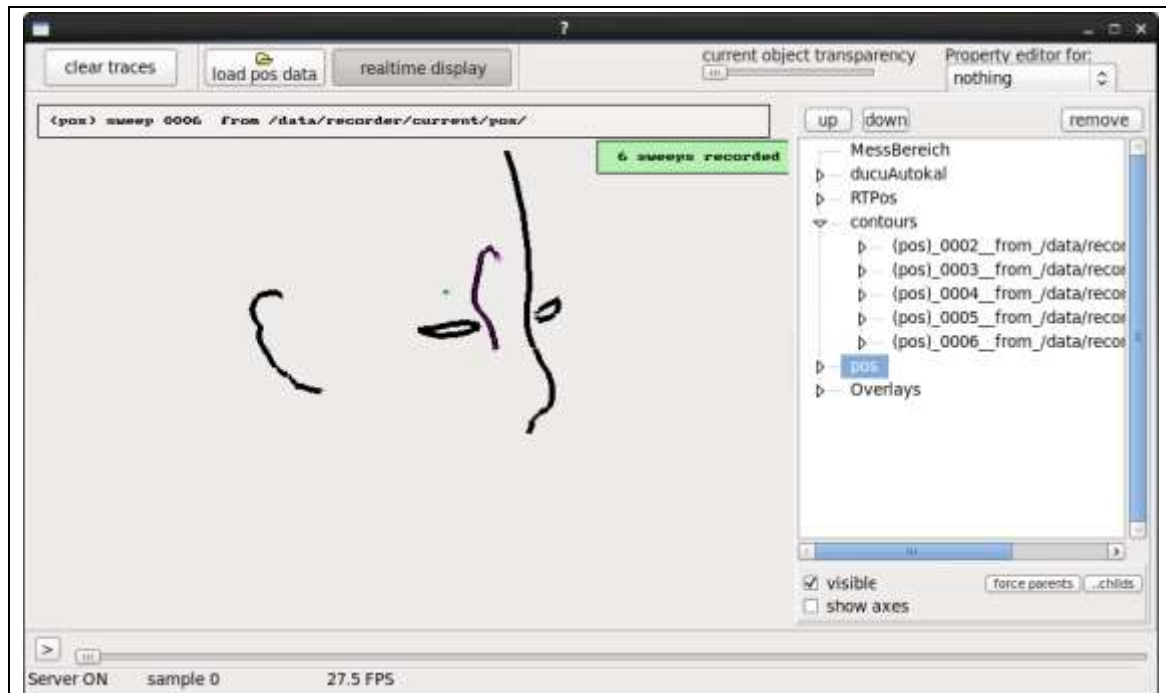 ?
clear traces
load pos data
realtime display
current object transparency
Property editor for:
nothing
(pos) sweep 0006 from /data/recorder/current/pos/
6 sweeps recorded
up down remove
MessBereich
ducuAutokal
RTPos
contours
(pos)_0002__from_/data/recor
(pos)_0003__from_/data/recor
(pos)_0004__from_/data/recor
(pos)_0005__from_/data/recor
(pos)_0006__from_/data/recor
pos
Overlays
visible
force parents ..childs
show axes
>
Server ON sample 0 27.5 FPS